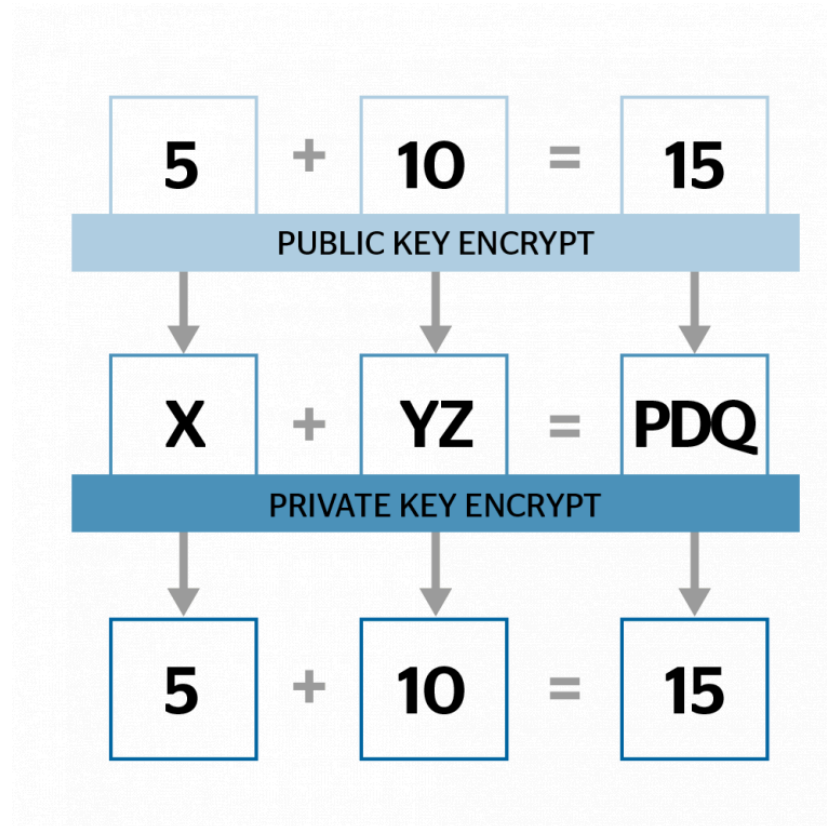 5 + 10 = 15
PUBLIC KEY ENCRYPT
X + YZ = PDQ
PRIVATE KEY ENCRYPT
5 + 10 = 15